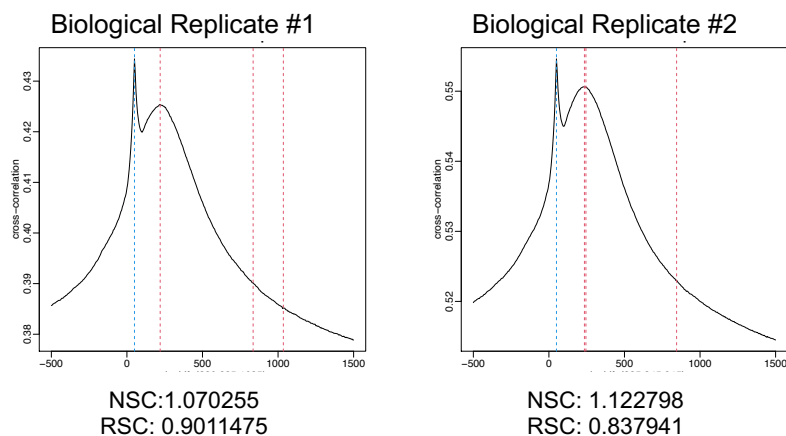 Biological Replicate #1
Biological Replicate #2
cross-correlation
0.38 0.39 0.40 0.41 0.42 0.43
−500 0 500 1000 1500
cross-correlation
0.52 0.53 0.54 0.55
−500 0 500 1000 1500
NSC:1.070255
RSC: 0.9011475
NSC: 1.122798
RSC: 0.837941